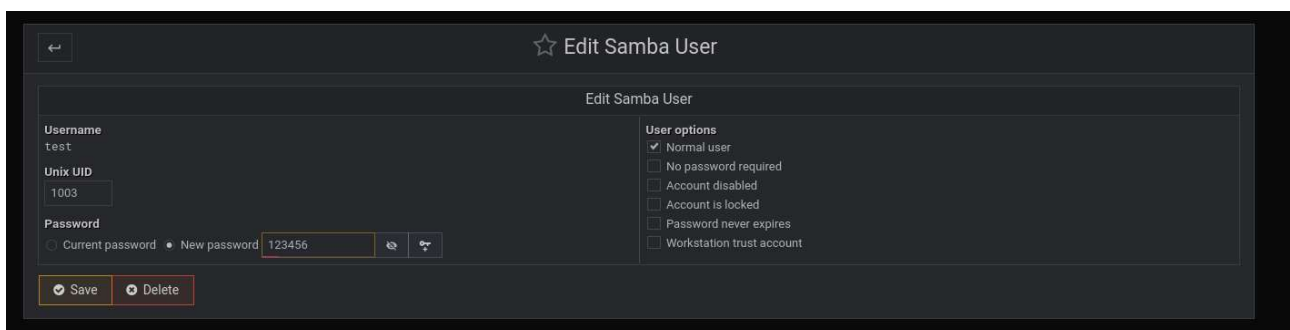 Edit Samba User
Edit Samba User
Username
test
Unix UID
1003
Password
Current password New password 123456
User options
Normal user
No password required
Account disabled
Account is locked
Password never expires
Workstation trust account
Save Delete